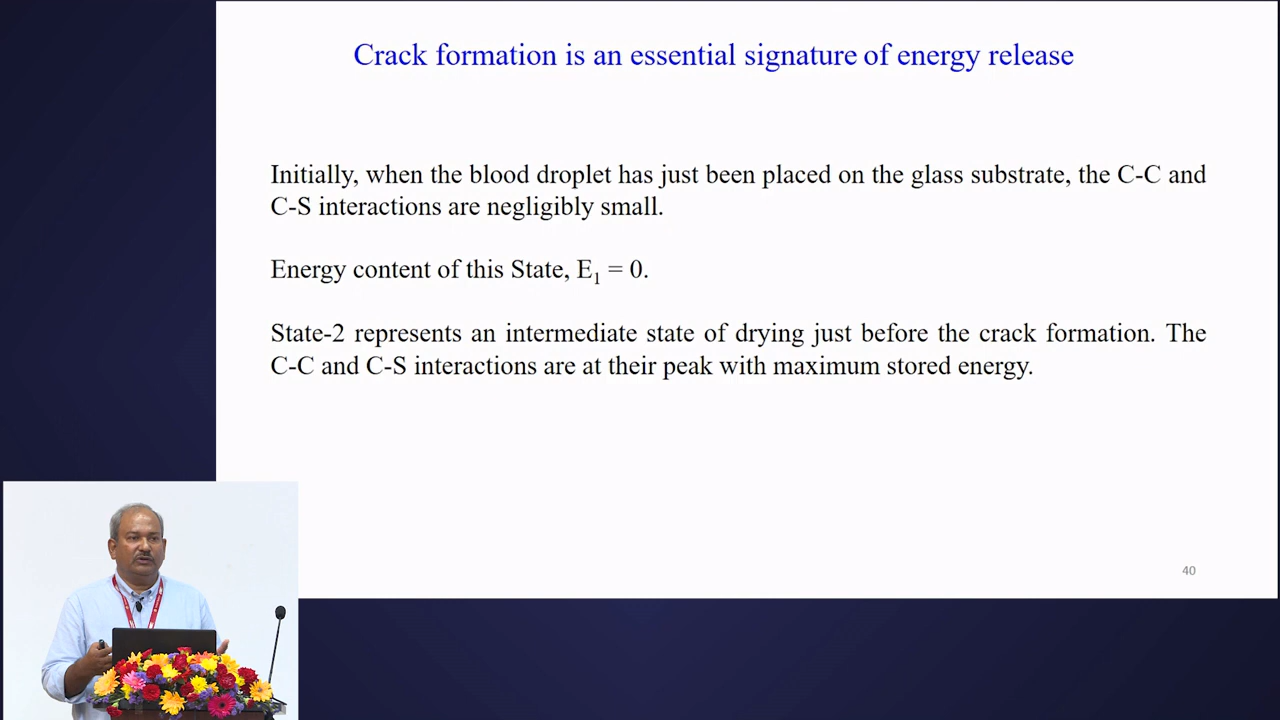 Crack formation is an essential signature of energy release
Initially, when the blood droplet has just been placed on the glass substrate, the C-C and
C-S interactions are negligibly small.
Energy content of this State, E₁ = 0.
State-2 represents an intermediate state of drying just before the crack formation. The
C-C and C-S interactions are at their peak with maximum stored energy.
40